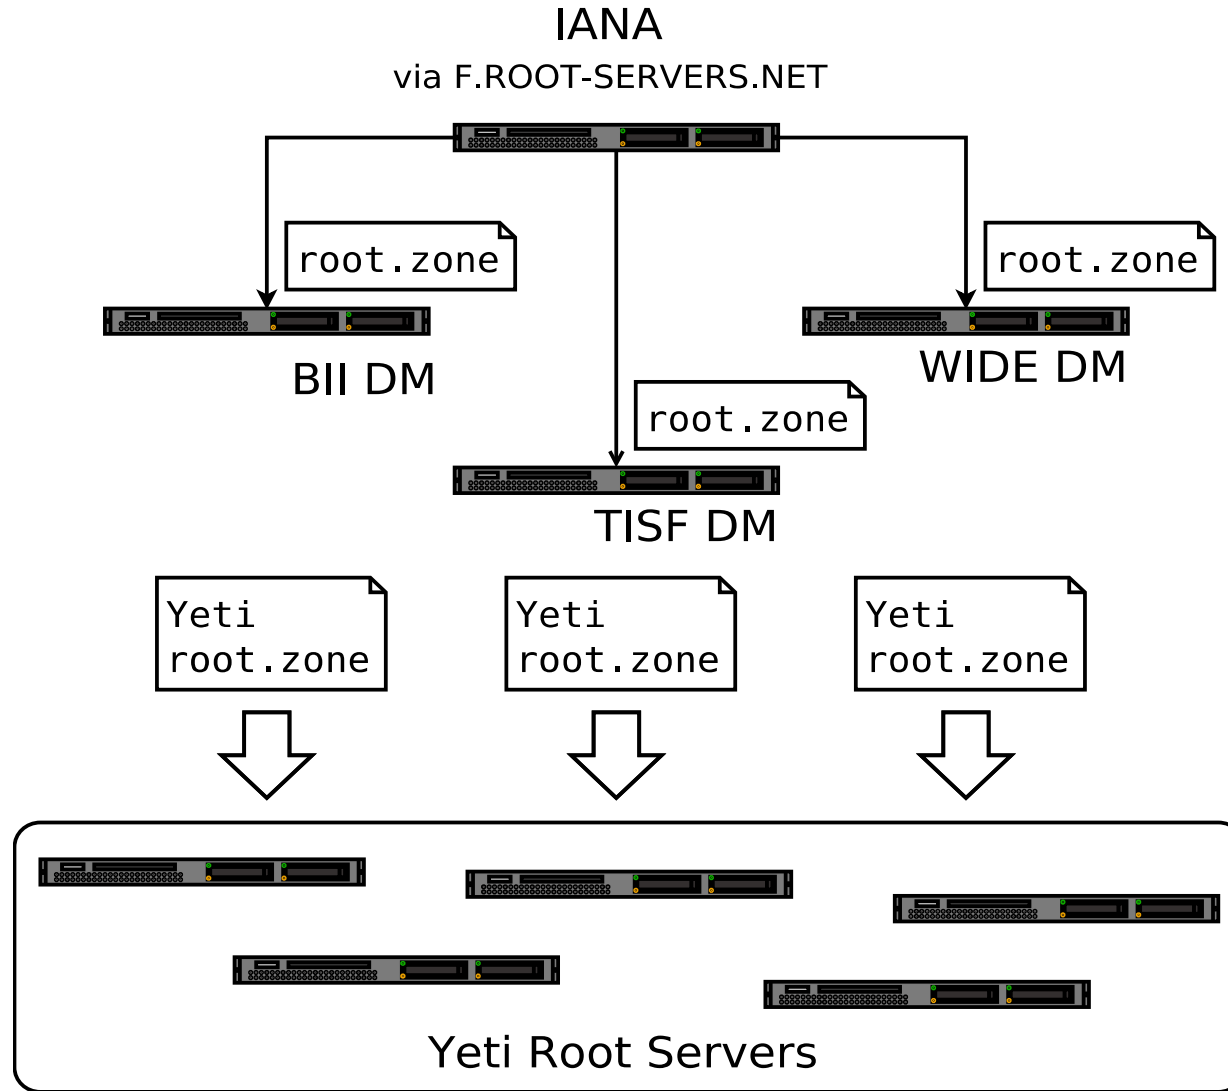 IANA
via F.ROOT-SERVERS.NET
root.zone
root.zone
BII DM
WIDE DM
root.zone
TISF DM
Yeti
root.zone
Yeti
root.zone
Yeti
root.zone
Yeti Root Servers